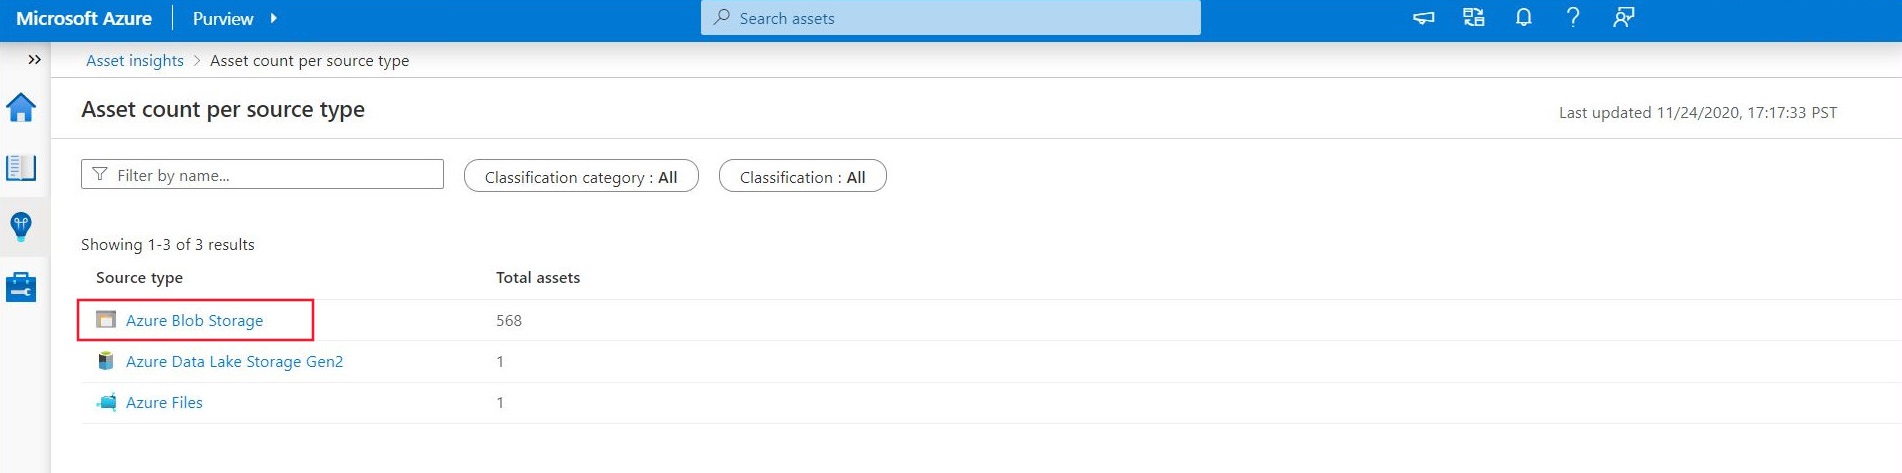 Microsoft Azure Purview Search assets
Asset insights > Asset count per source type
Asset count per source type
Last updated 11/24/2020, 17:17:33 PST
Filter by name... Classification category : All Classification : All
Showing 1-3 of 3 results
Source type Total assets
Azure Blob Storage 568
Azure Data Lake Storage Gen2 1
Azure Files 1